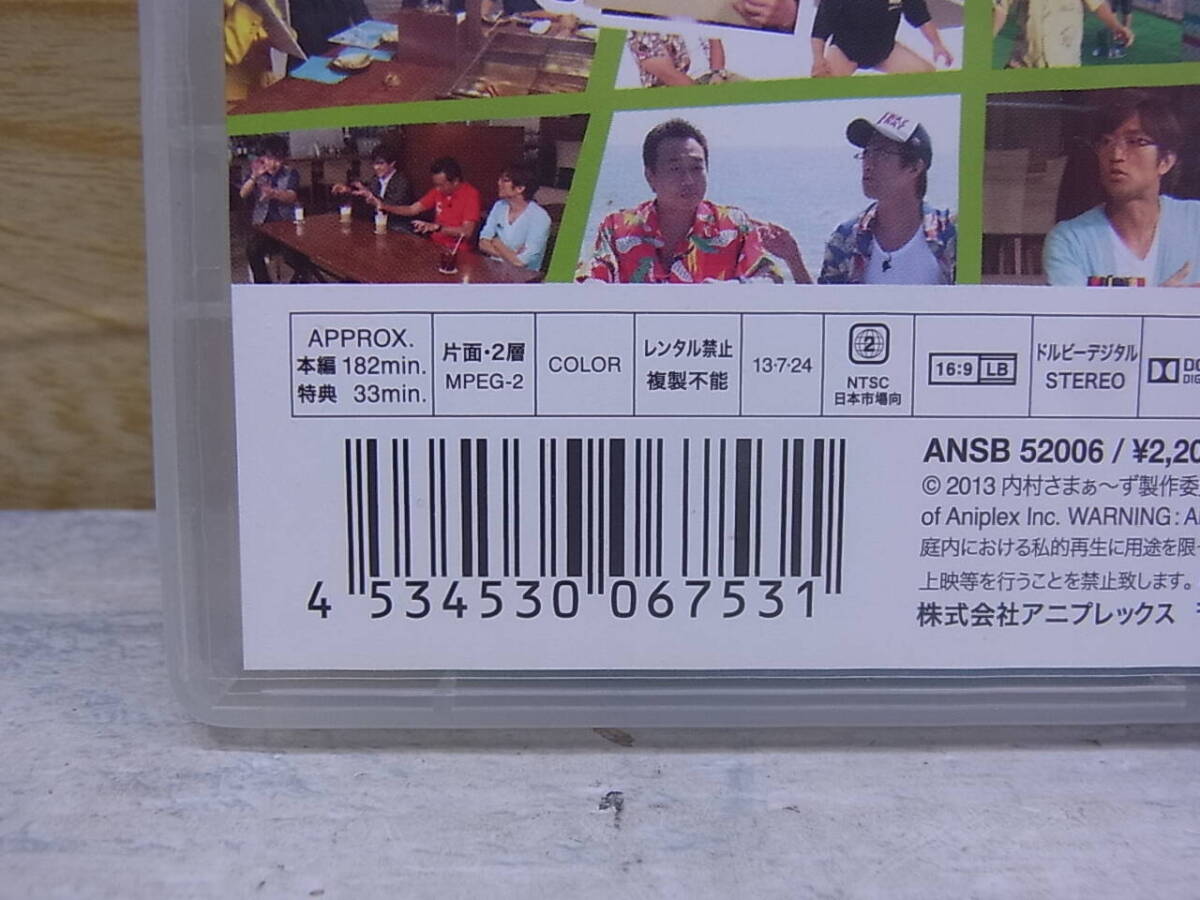 APPROX.
本編 182min.
特典 33min.
片面・2層
MPEG-2
COLOR
レンタル禁止
複製不能
13・7・24
2
NTSC
日本市場向
16:9 LB
ドルビーデジタル
STEREO
ANSB 52006 / ¥2,20
© 2013 内村さまぁ〜ず製作委
of Aniplex Inc. WARNING:
庭内における私的再生に用途を限
上映等を行うことを禁止致します。
株式会社アニプレックス
4 534530 067531